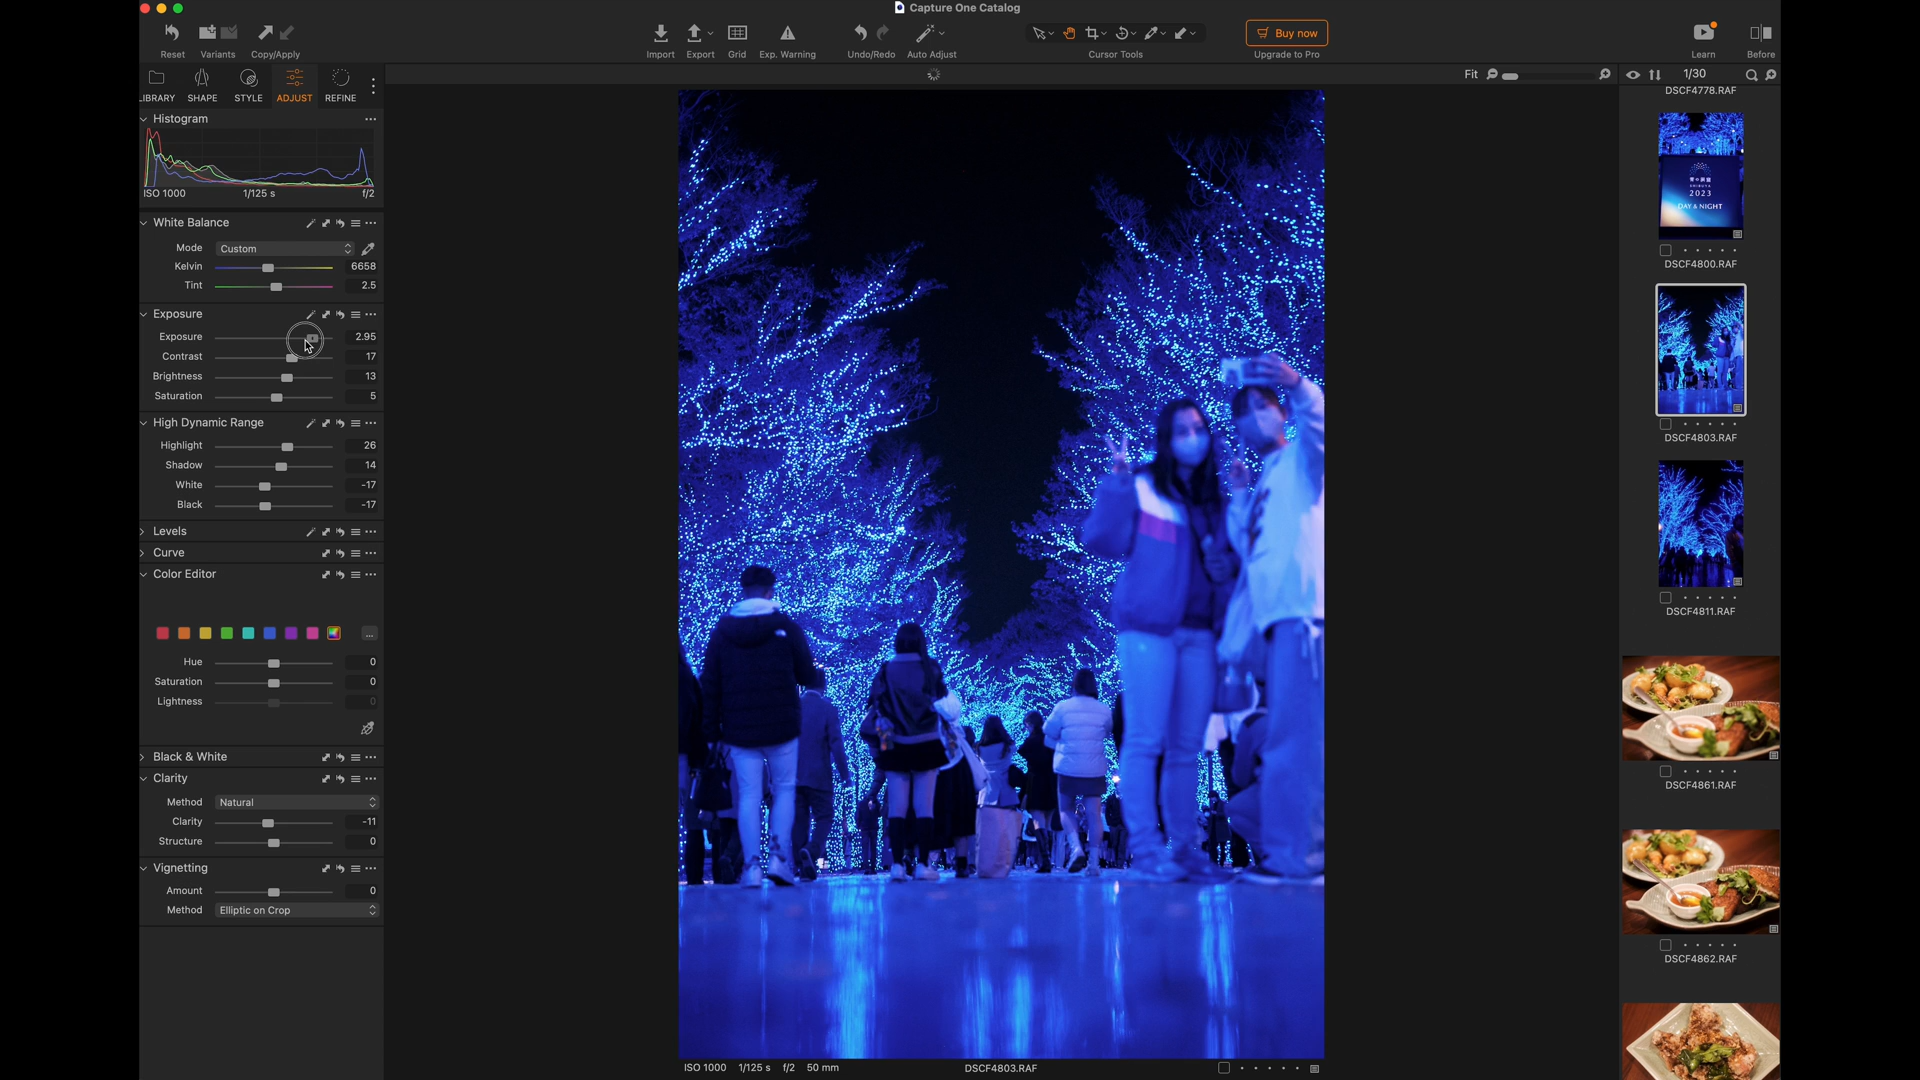 Capture One Catalog
Reset
Variants
Copy/Apply
Import
Export
Grid
Exp. Warning
Undo/Redo
Auto Adjust
Cursor Tools
Buy now
Upgrade to Pro
Learn
Before
LIBRARY
SHAPE
STYLE
ADJUST
REFINE
Fit
1/30
Histogram
ISO 1000 1/125 s f/2
White Balance
Mode Custom
Kelvin 6658
Tint 2.5
Exposure
Exposure 2.95
Contrast 17
Brightness 13
Saturation 5
High Dynamic Range
Highlight 26
Shadow 14
White -17
Black -17
Levels
Curve
Color Editor
...
Hue 0
Saturation 0
Lightness 0
Black & White
Clarity
Method Natural
Clarity -11
Structure 0
Vignetting
Amount 0
Method Elliptic on Crop
ISO 1000 1/125 s f/2 50 mm
DSCF4803.RAF
DSCF4778.RAF
SHIBUYA
2023
DAY & NIGHT
DSCF4800.RAF
DSCF4803.RAF
DSCF4811.RAF
DSCF4861.RAF
DSCF4862.RAF